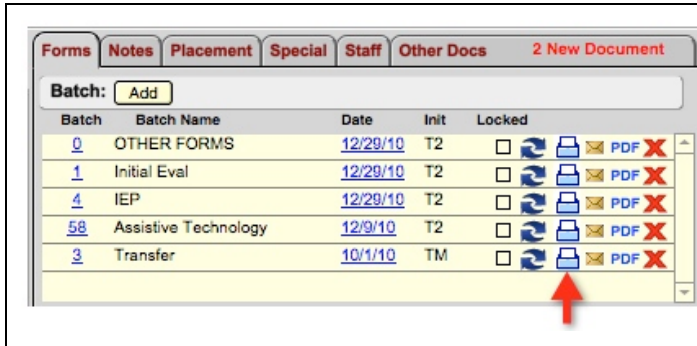 Forms Notes Placement Special Staff Other Docs 2 New Document
Batch: Add
Batch Batch Name Date Init Locked
0 OTHER FORMS 12/29/10 T2 PDF
1 Initial Eval 12/29/10 T2 PDF
4 IEP 12/29/10 T2 PDF
58 Assistive Technology 12/9/10 T2 PDF
3 Transfer 10/1/10 TM PDF